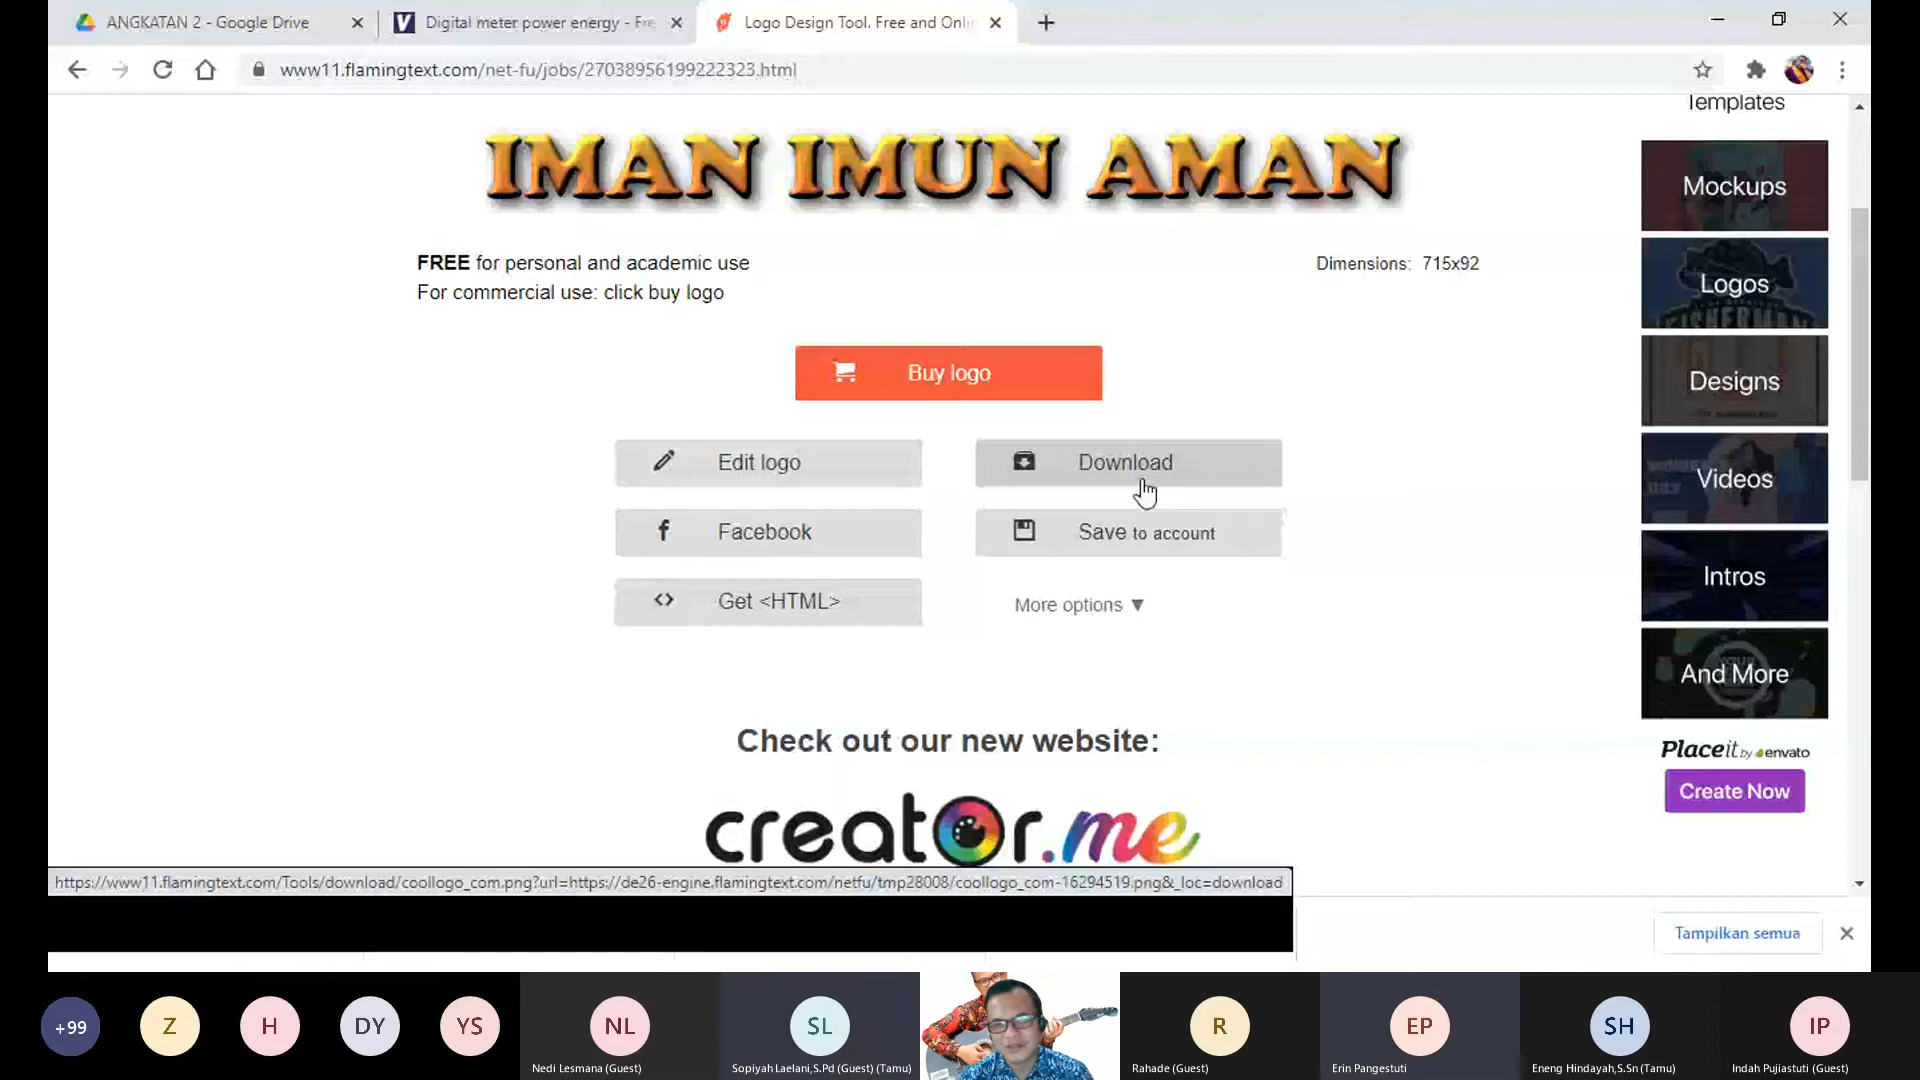 ANGKATAN 2 - Google Drive
Digital meter power energy - Fre
Logo Design Tool. Free and Onli
www11.flamingtext.com/net-fu/jobs/27038956199222323.html
Templates
IMAN IMUN AMAN
FREE for personal and academic use
Dimensions: 715x92
For commercial use: click buy logo
Buy logo
Edit logo
Download
Facebook
Save to account
Get <HTML>
More options ▼
Check out our new website:
creator.me
Mockups
Logos
Designs
Videos
Intros
And More
Placeit by envato
Create Now
https://www11.flamingtext.com/Tools/download/coollogo_com.png?url=https://de26-engine.flamingtext.com/netfu/tmp28008/coollogo_com-16294519.png&_loc=download
Tampilkan semua
+99
Z
H
DY
YS
NL
SL
R
EP
SH
IP
Nedi Lesmana (Guest)
Sopiyah Laelani,S.Pd (Guest) (Tamu)
Rahade (Guest)
Erin Pangestuti
Eneng Hindayah,S.Sn (Tamu)
Indah Pujiastuti (Guest)